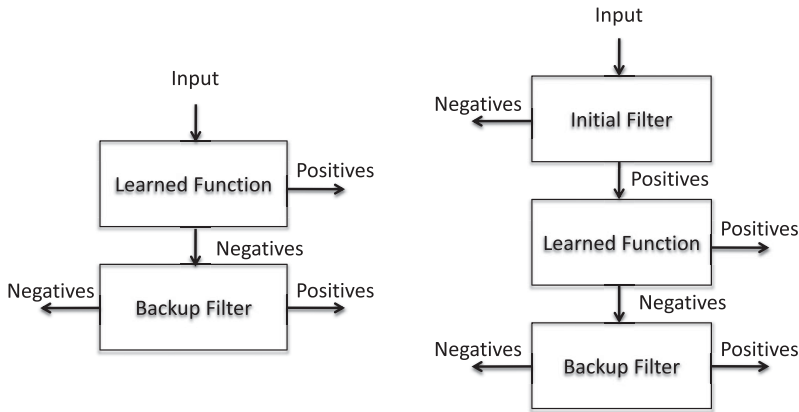 Input
Learned Function
Positives
Negatives
Negatives
Backup Filter
Positives
Input
Negatives
Initial Filter
Positives
Learned Function
Positives
Negatives
Negatives
Backup Filter
Positives